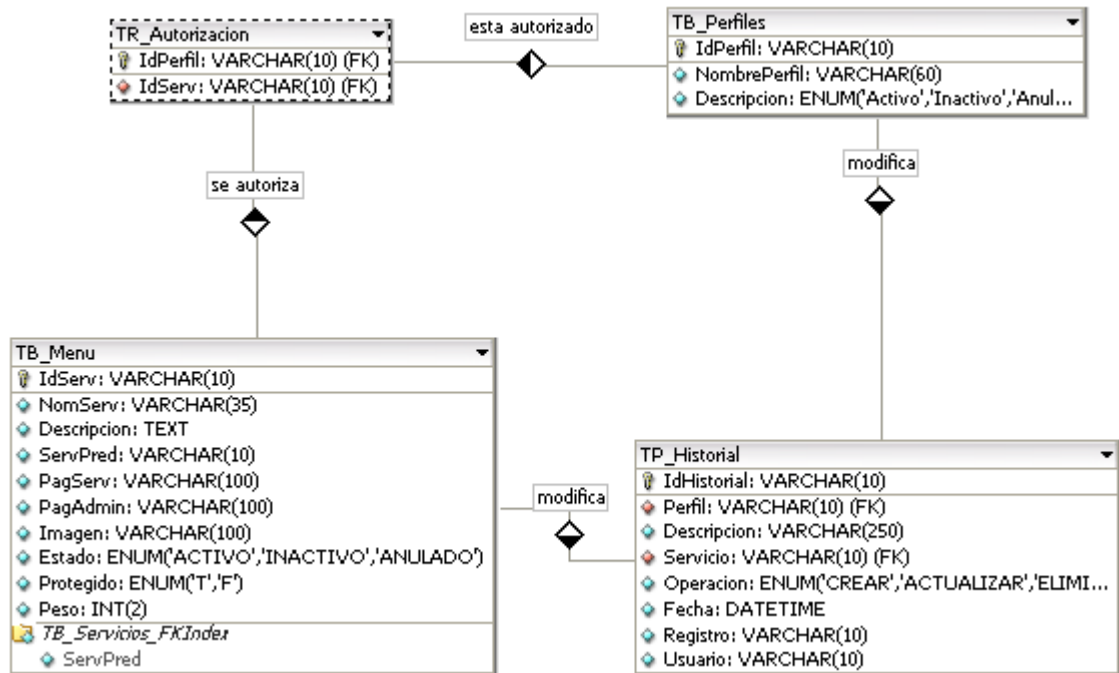 TR_Autorizacion
IdPerfil: VARCHAR(10) (FK)
IdServ: VARCHAR(10) (FK)
esta autorizado
TB_Perfiles
IdPerfil: VARCHAR(10)
NombrePerfil: VARCHAR(60)
Descripcion: ENUM('Activo','Inactivo','Anul...
se autoriza
modifica
TB_Menu
IdServ: VARCHAR(10)
NomServ: VARCHAR(35)
Descripcion: TEXT
ServPred: VARCHAR(10)
PagServ: VARCHAR(100)
PagAdmin: VARCHAR(100)
Imagen: VARCHAR(100)
Estado: ENUM('ACTIVO','INACTIVO','ANULADO')
Protegido: ENUM('T','F')
Peso: INT(2)
TB_Servicios_FKIndex
ServPred
modifica
TP_Historial
IdHistorial: VARCHAR(10)
Perfil: VARCHAR(10) (FK)
Descripcion: VARCHAR(250)
Servicio: VARCHAR(10) (FK)
Operacion: ENUM('CREAR','ACTUALIZAR','ELIMI...
Fecha: DATETIME
Registro: VARCHAR(10)
Usuario: VARCHAR(10)